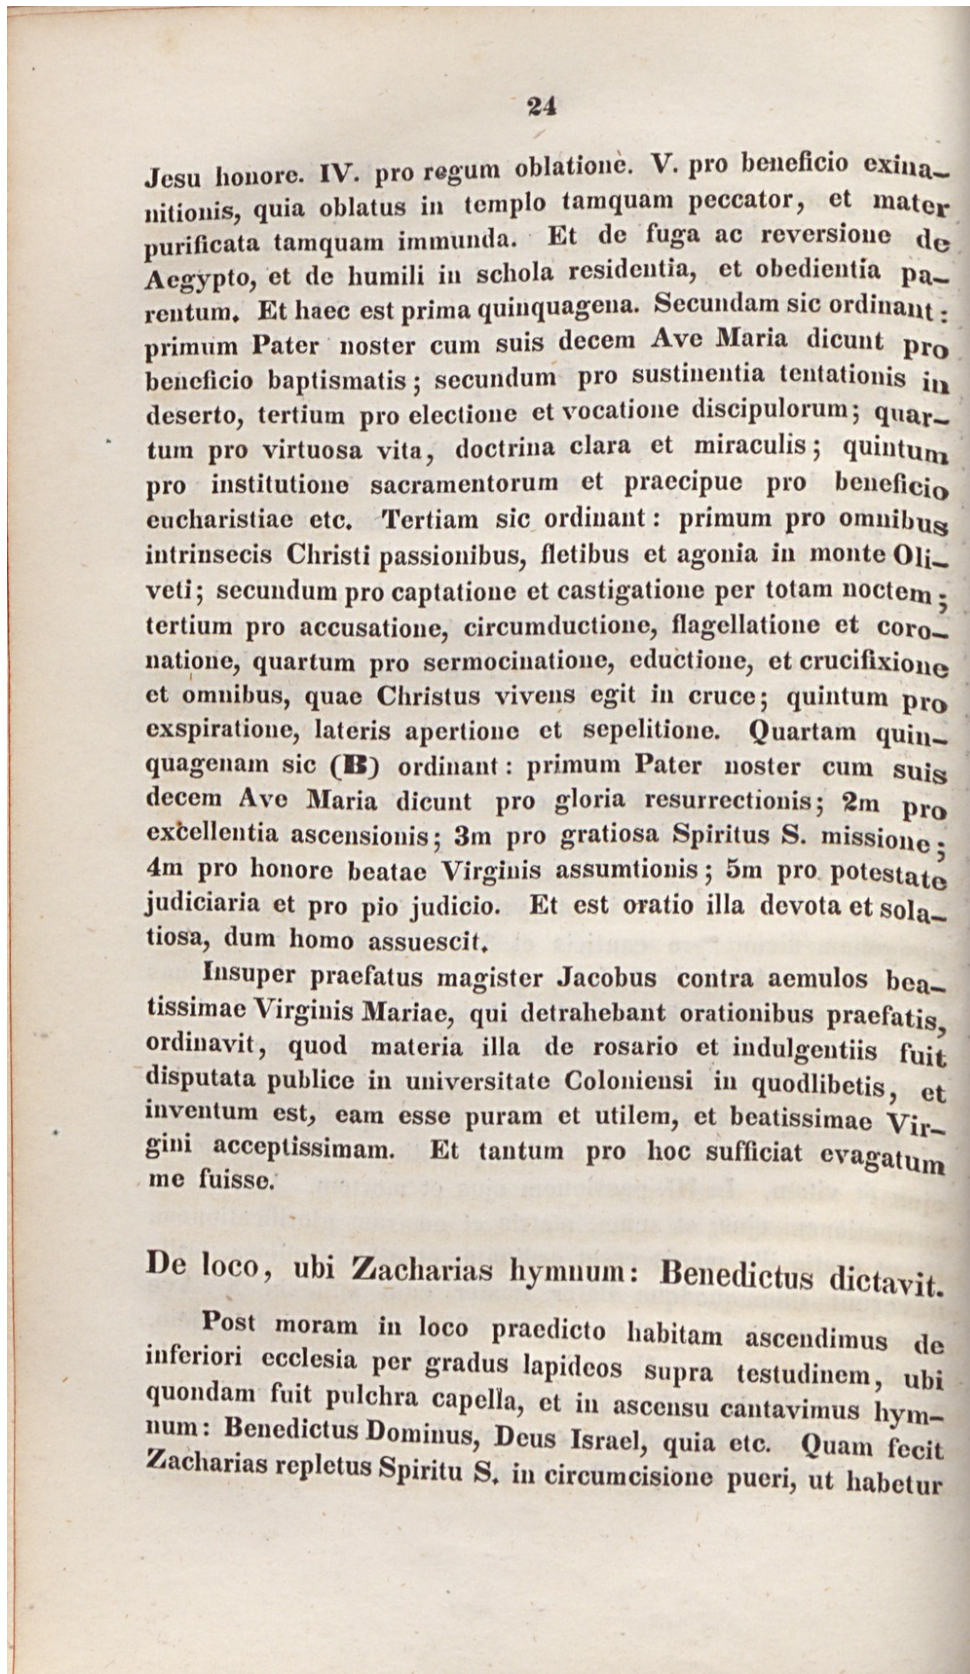 24
Jesu honore. IV. pro regum oblatione. V. pro beneficio exina-
nitionis, quia oblatus in templo tamquam peccator, et mater
purificata tamquam immunda. Et de fuga ac reversione de
Aegypto, et de humili in schola residentia, et obedientia pa-
rentum. Et haec est prima quinquagena. Secundam sic ordinant:
primum Pater noster cum suis decem Ave Maria dicunt pro
beneficio baptismatis; secundum pro sustinentia tentationis in
deserto, tertium pro electione et vocatione discipulorum; quar-
tum pro virtuosa vita, doctrina clara et miraculis; quintum
pro institutione sacramentorum et praecipue pro beneficio
eucharistiae etc. Tertiam sic ordinant: primum pro omnibus
intrinsecis Christi passionibus, fletibus et agonia in monte Oli-
veti; secundum pro captatione et castigatione per totam noctem;
tertium pro accusatione, circumductione, flagellatione et coro-
natione, quartum pro sermocinatione, eductione, et crucifixione
et omnibus, quae Christus vivens egit in cruce; quintum pro
exspiratione, lateris apertione et sepelitione. Quartam quin-
quagenam sic (B) ordinant: primum Pater noster cum suis
decem Ave Maria dicunt pro gloria resurrectionis; 2m pro
excellentia ascensionis; 3m pro gratiosa Spiritus S. missione;
4m pro honore beatae Virginis assumtionis; 5m pro potestate
judiciaria et pro pio judicio. Et est oratio illa devota et sola-
tiosa, dum homo assuescit.
Insuper praefatus magister Jacobus contra aemulos bea-
tissimae Virginis Mariae, qui detrahebant orationibus praefatis,
ordinavit, quod materia illa de rosario et indulgentiis fuit
disputata publice in universitate Coloniensi in quodlibetis, et
inventum est, eam esse puram et utilem, et beatissimae Vir-
gini acceptissimam. Et tantum pro hoc sufficiat evagatum
me fuisse.
De loco, ubi Zacharias hymnum: Benedictus dictavit.
Post moram in loco praedicto habitam ascendimus de
inferiori ecclesia per gradus lapideos supra testudinem, ubi
quondam fuit pulchra capella, et in ascensu cantavimus hym-
num: Benedictus Dominus, Deus Israel, quia etc. Quam fecit
Zacharias repletus Spiritu S. in circumcisione pueri, ut habetur